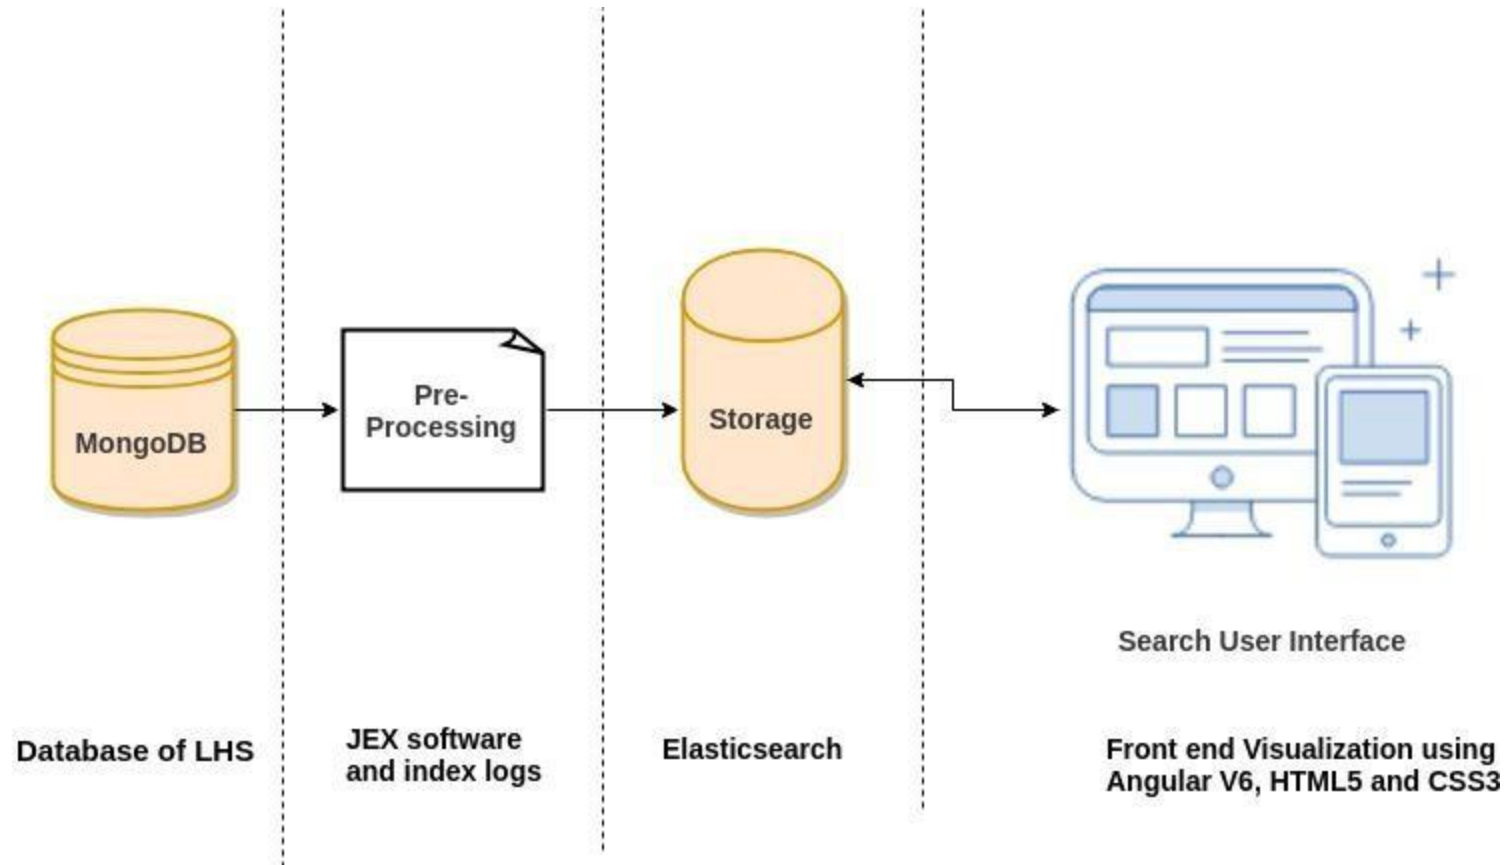 MongoDB
Pre-
Processing
Storage
Search User Interface
Database of LHS
JEX software
and index logs
Elasticsearch
Front end Visualization using
Angular V6, HTML5 and CSS3